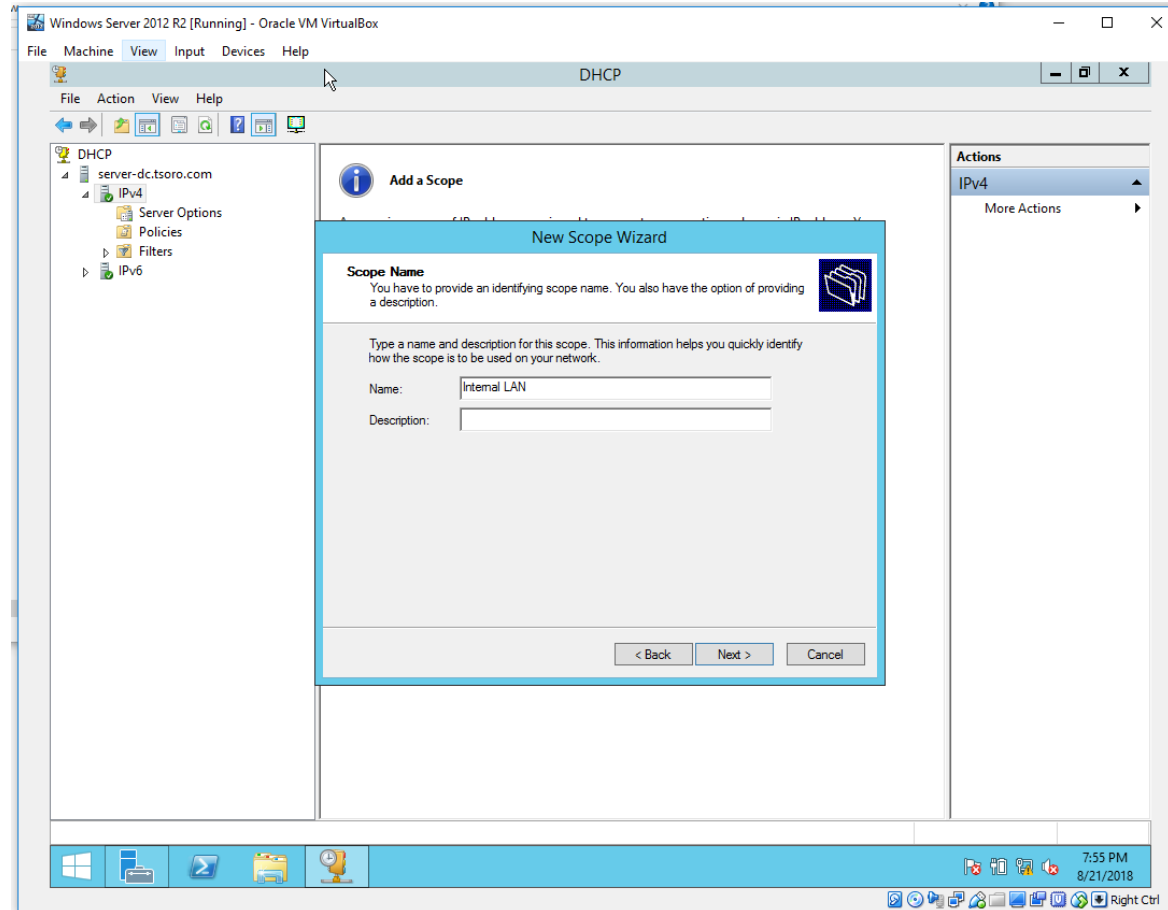 Windows Server 2012 R2 [Running] - Oracle VM VirtualBox
File Machine View Input Devices Help
DHCP
File Action View Help
DHCP
server-dc.tsoro.com
IPv4
Server Options
Policies
Filters
IPv6
Add a Scope
New Scope Wizard
Scope Name
You have to provide an identifying scope name. You also have the option of providing
a description.
Type a name and description for this scope. This information helps you quickly identify
how the scope is to be used on your network.
Name: Internal LAN
Description:
< Back Next > Cancel
Actions
IPv4
More Actions
7:55 PM
8/21/2018
Right Ctrl